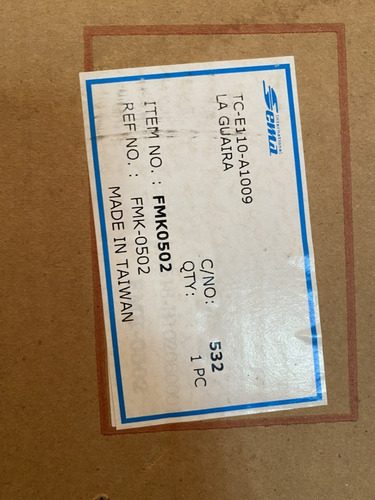 Sema
TC-E110-A1009
LA GUAIRA
C/NO: 532
QTY: 1 PC
ITEM NO. : FMK0502
REF NO. : FMK-0502
MADE IN TAIWAN